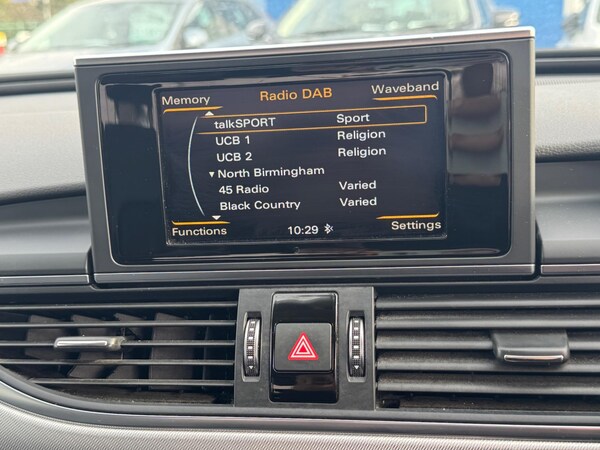 Memory Radio DAB Waveband
talkSPORT Sport
UCB 1 Religion
UCB 2 Religion
▼ North Birmingham
45 Radio Varied
Black Country Varied
Functions 10:29 Settings